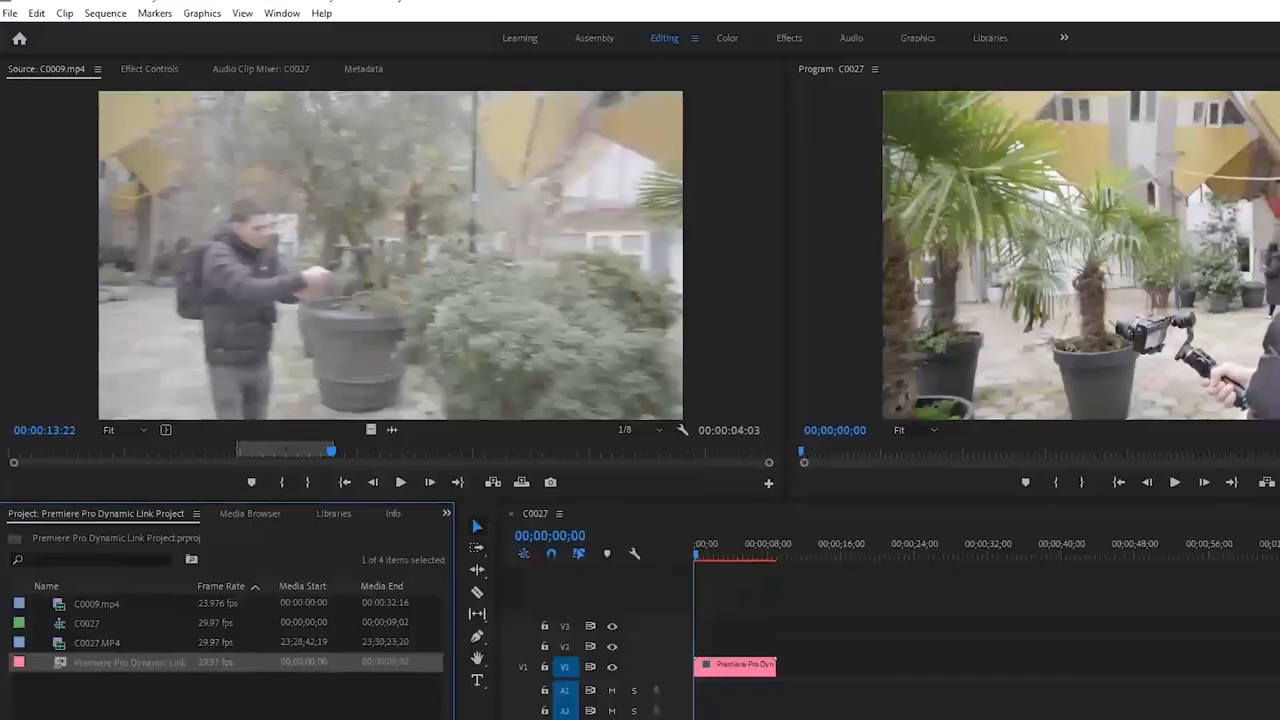 File Edit Clip Sequence Markers Graphics View Window Help
Learning Assembly Editing Color Effects Audio Graphics Libraries
Source: C0009.mp4 Effect Controls Audio Clip Mixer: C0027 Metadata Program: C0027
00:00:13:22 Fit 1/8 00:00:04:03 00;00;00;00 Fit
Project: Premiere Pro Dynamic Link Project Media Browser Libraries Info C0027
Premiere Pro Dynamic Link Project.prproj 00;00;00;00
1 of 4 items selected
;00;00 00;00;08;00 00;00;16;00 00;00;24;00 00;00;32;00 00;00;40;00 00;00;48;00 00;00;56;00 00;01
Name Frame Rate Media Start Media End
C0009.mp4 23.976 fps 00:00:00:00 00:00:32:16
C0027 29.97 fps 00;00;00;00 00;00;09;02
V3
C0027.MP4 29.97 fps 23;28;42;19 23;30;23;20
V2
Premiere Pro Dynamic Link 29.97 fps 00;00;00;00 00;00;09;02
V1 V1 Premiere Pro Dyn
A1 M S
A2 M S